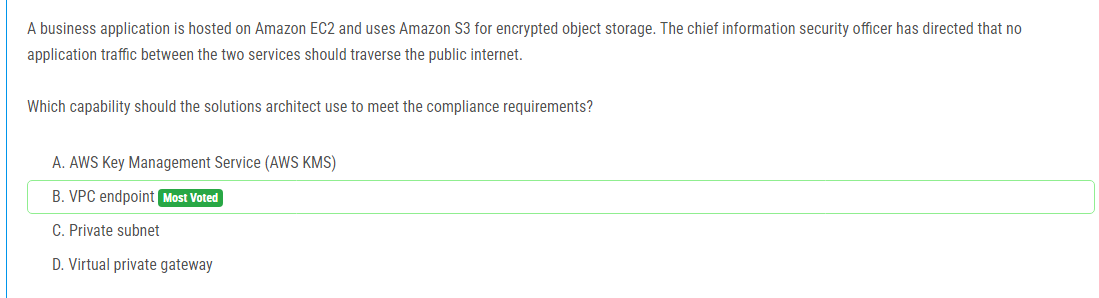 A business application is hosted on Amazon EC2 and uses Amazon S3 for encrypted object storage. The chief information security officer has directed that no
application traffic between the two services should traverse the public internet.
Which capability should the solutions architect use to meet the compliance requirements?
A. AWS Key Management Service (AWS KMS)
B. VPC endpoint Most Voted
C. Private subnet
D. Virtual private gateway